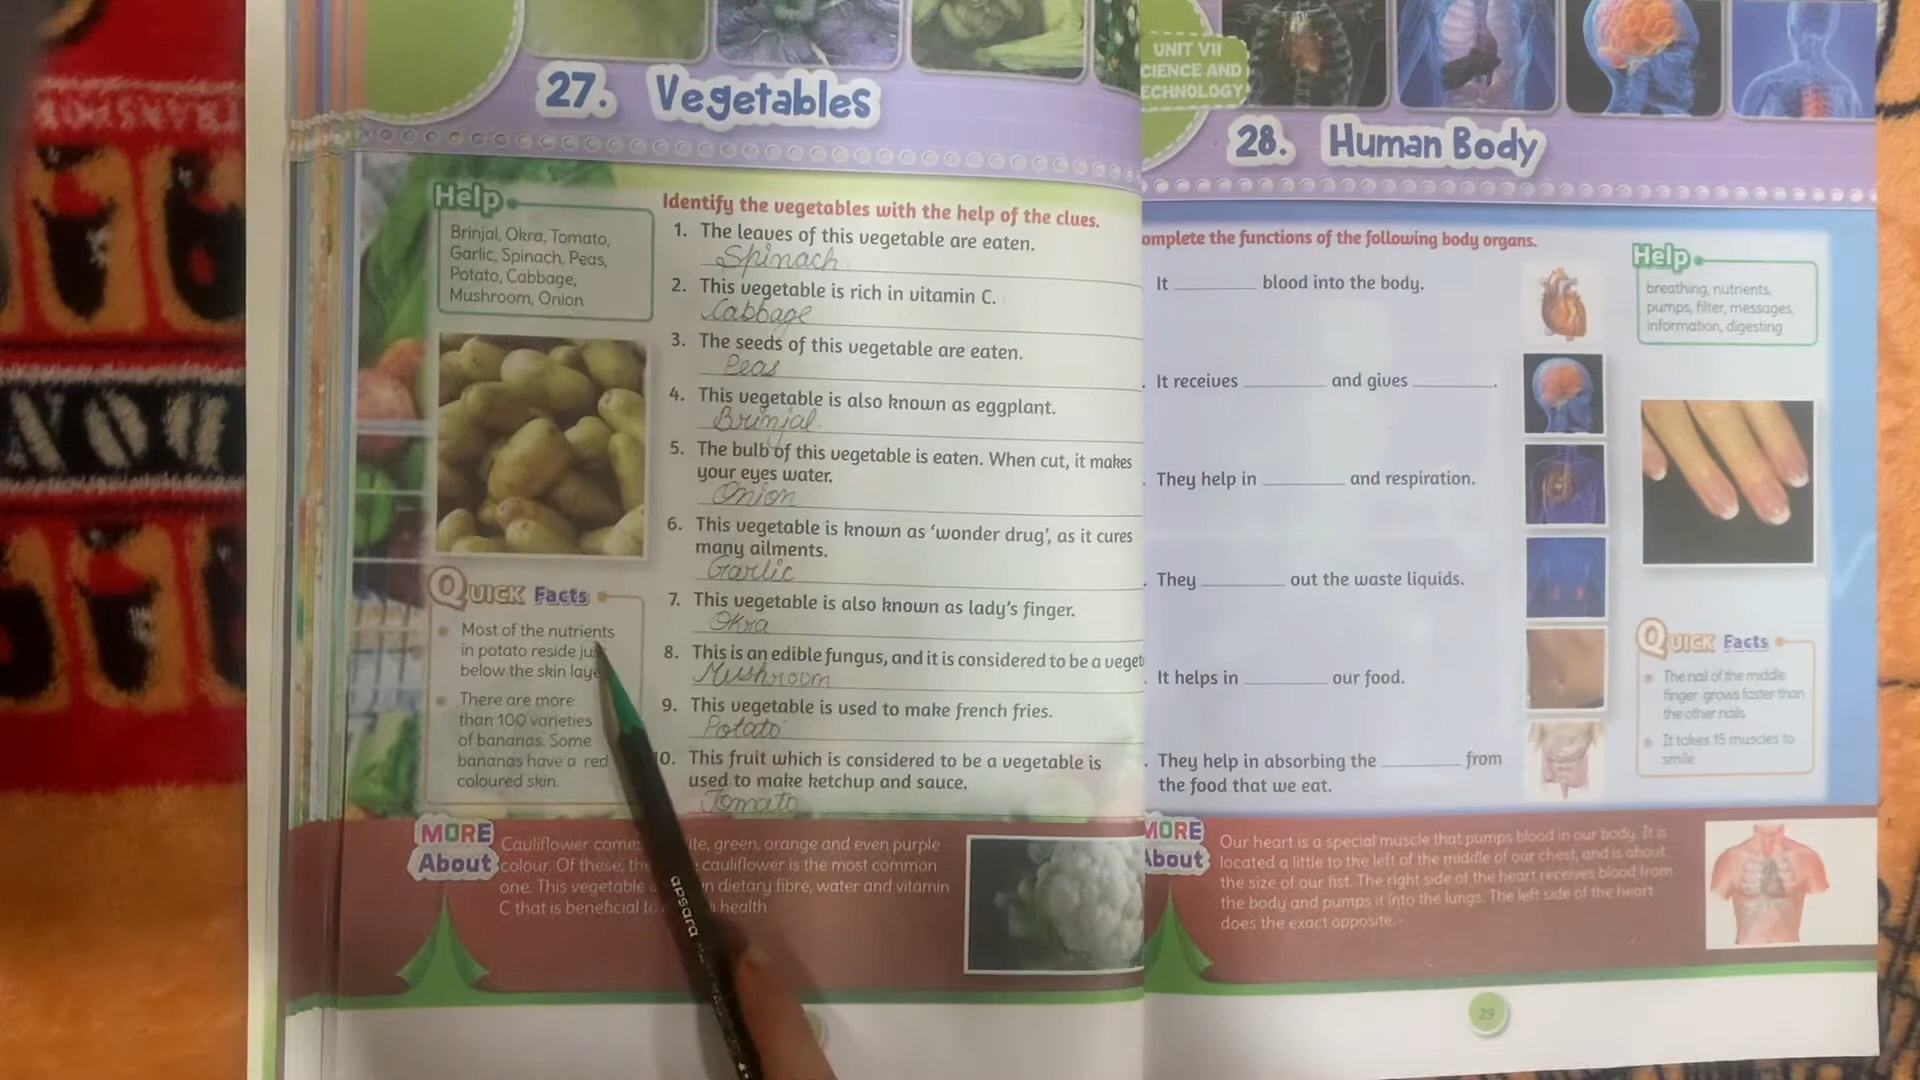 27. Vegetables
Help
Brinjal, Okra, Tomato,
Garlic, Spinach, Peas,
Potato, Cabbage,
Mushroom, Onion
Identify the vegetables with the help of the clues.
1. The leaves of this vegetable are eaten.
Spinach
2. This vegetable is rich in vitamin C.
Cabbage
3. The seeds of this vegetable are eaten.
Peas
4. This vegetable is also known as eggplant.
Brinjal
5. The bulb of this vegetable is eaten. When cut, it makes
your eyes water.
Onion
6. This vegetable is known as ‘wonder drug’, as it cures
many ailments.
Garlic
7. This vegetable is also known as lady’s finger.
Okra
8. This is an edible fungus, and it is considered to be a veget
Mushroom
9. This vegetable is used to make french fries.
Potato
10. This fruit which is considered to be a vegetable is
used to make ketchup and sauce.
Tomato
QUICK Facts
Most of the nutrients
in potato reside ju
below the skin laye
There are more
than 100 varieties
of bananas. Some
bananas have a red
coloured skin.
MORE About
Cauliflower com ite, green, orange and even purple
colour. Of these, th cauliflower is the most common
one. This vegetable n dietary fibre, water and vitamin
C that is beneficial to health
apsara
UNIT VII
CIENCE AND
ECHNOLOGY
28. Human Body
omplete the functions of the following body organs.
It ________ blood into the body.
It receives ________ and gives ________.
They help in ________ and respiration.
They ________ out the waste liquids.
It helps in ________ our food.
They help in absorbing the ________ from
the food that we eat.
Help
breathing, nutrients,
pumps, filter, messages,
information, digesting
QUICK Facts
The nail of the middle
finger grows faster than
the other nails
It takes 15 muscles to
smile
MORE About
Our heart is a special muscle that pumps blood in our body. It is
located a little to the left of the middle of our chest, and is about
the size of our fist. The right side of the heart receives blood from
the body and pumps it into the lungs. The left side of the heart
does the exact opposite.
29